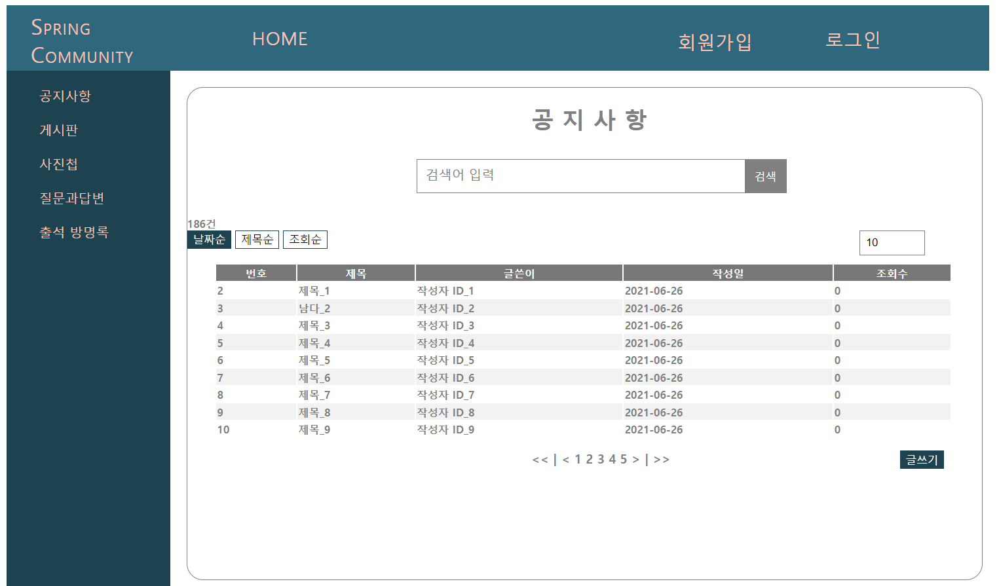 SPRING
COMMUNITY
HOME
회원가입
로그인
공지사항
게시판
사진첩
질문과답변
출석 방명록
공 지 사 항
검색어 입력
검색
186건
날짜순 제목순 조회순
10
번호 제목 글쓴이 작성일 조회수
2 제목_1 작성자 ID_1 2021-06-26 0
3 남다_2 작성자 ID_2 2021-06-26 0
4 제목_3 작성자 ID_3 2021-06-26 0
5 제목_4 작성자 ID_4 2021-06-26 0
6 제목_5 작성자 ID_5 2021-06-26 0
7 제목_6 작성자 ID_6 2021-06-26 0
8 제목_7 작성자 ID_7 2021-06-26 0
9 제목_8 작성자 ID_8 2021-06-26 0
10 제목_9 작성자 ID_9 2021-06-26 0
<< | < 1 2 3 4 5 > | >>
글쓰기